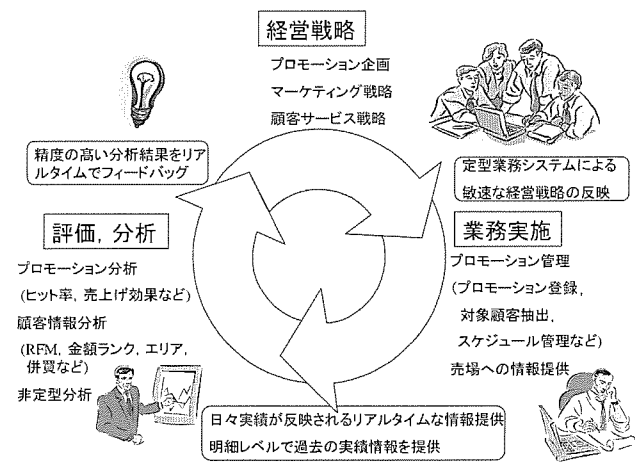 経営戦略
プロモーション企画
マーケティング戦略
顧客サービス戦略
精度の高い分析結果をリア
ルタイムでフィードバッグ
定型業務システムによる
敏速な経営戦略の反映
評価，分析
プロモーション分析
(ヒット率，売上げ効果など)
顧客情報分析
(RFM，金額ランク，エリア，
併買など)
非定型分析
業務実施
プロモーション管理
(プロモーション登録，
対象顧客抽出，
スケジュール管理など)
売場への情報提供
日々実績が反映されるリアルタイムな情報提供
明細レベルで過去の実績情報を提供